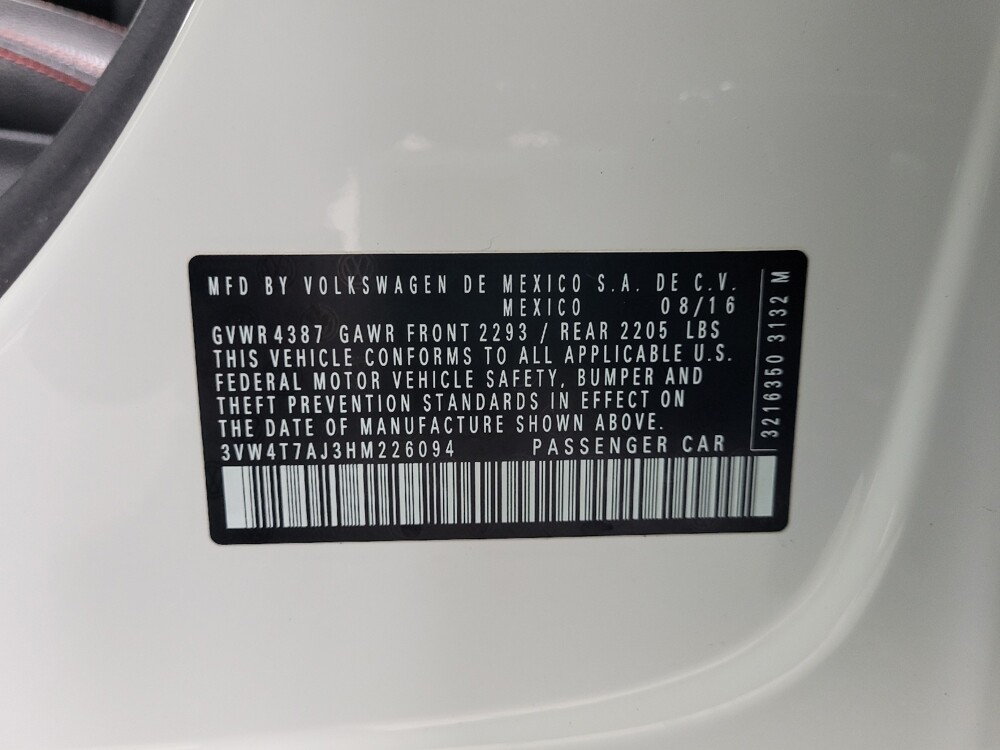 MFD BY VOLKSWAGEN DE MEXICO S.A. DE C.V.
MEXICO 08/16
GVWR 4387 GAWR FRONT 2293 / REAR 2205 LBS
THIS VEHICLE CONFORMS TO ALL APPLICABLE U.S.
FEDERAL MOTOR VEHICLE SAFETY, BUMPER AND
THEFT PREVENTION STANDARDS IN EFFECT ON
THE DATE OF MANUFACTURE SHOWN ABOVE.
3VW4T7AJ3HM226094 PASSENGER CAR
3216350 3132 M